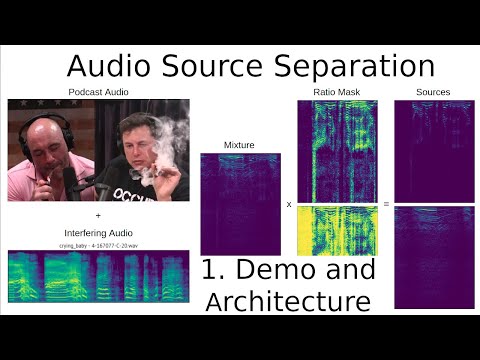 Audio Source Separation
Podcast Audio
Ratio Mask
Sources
Mixture
OCCU
+
x
=
Interfering Audio
crying_baby - 4-167077-C-20.wav
1. Demo and
Architecture